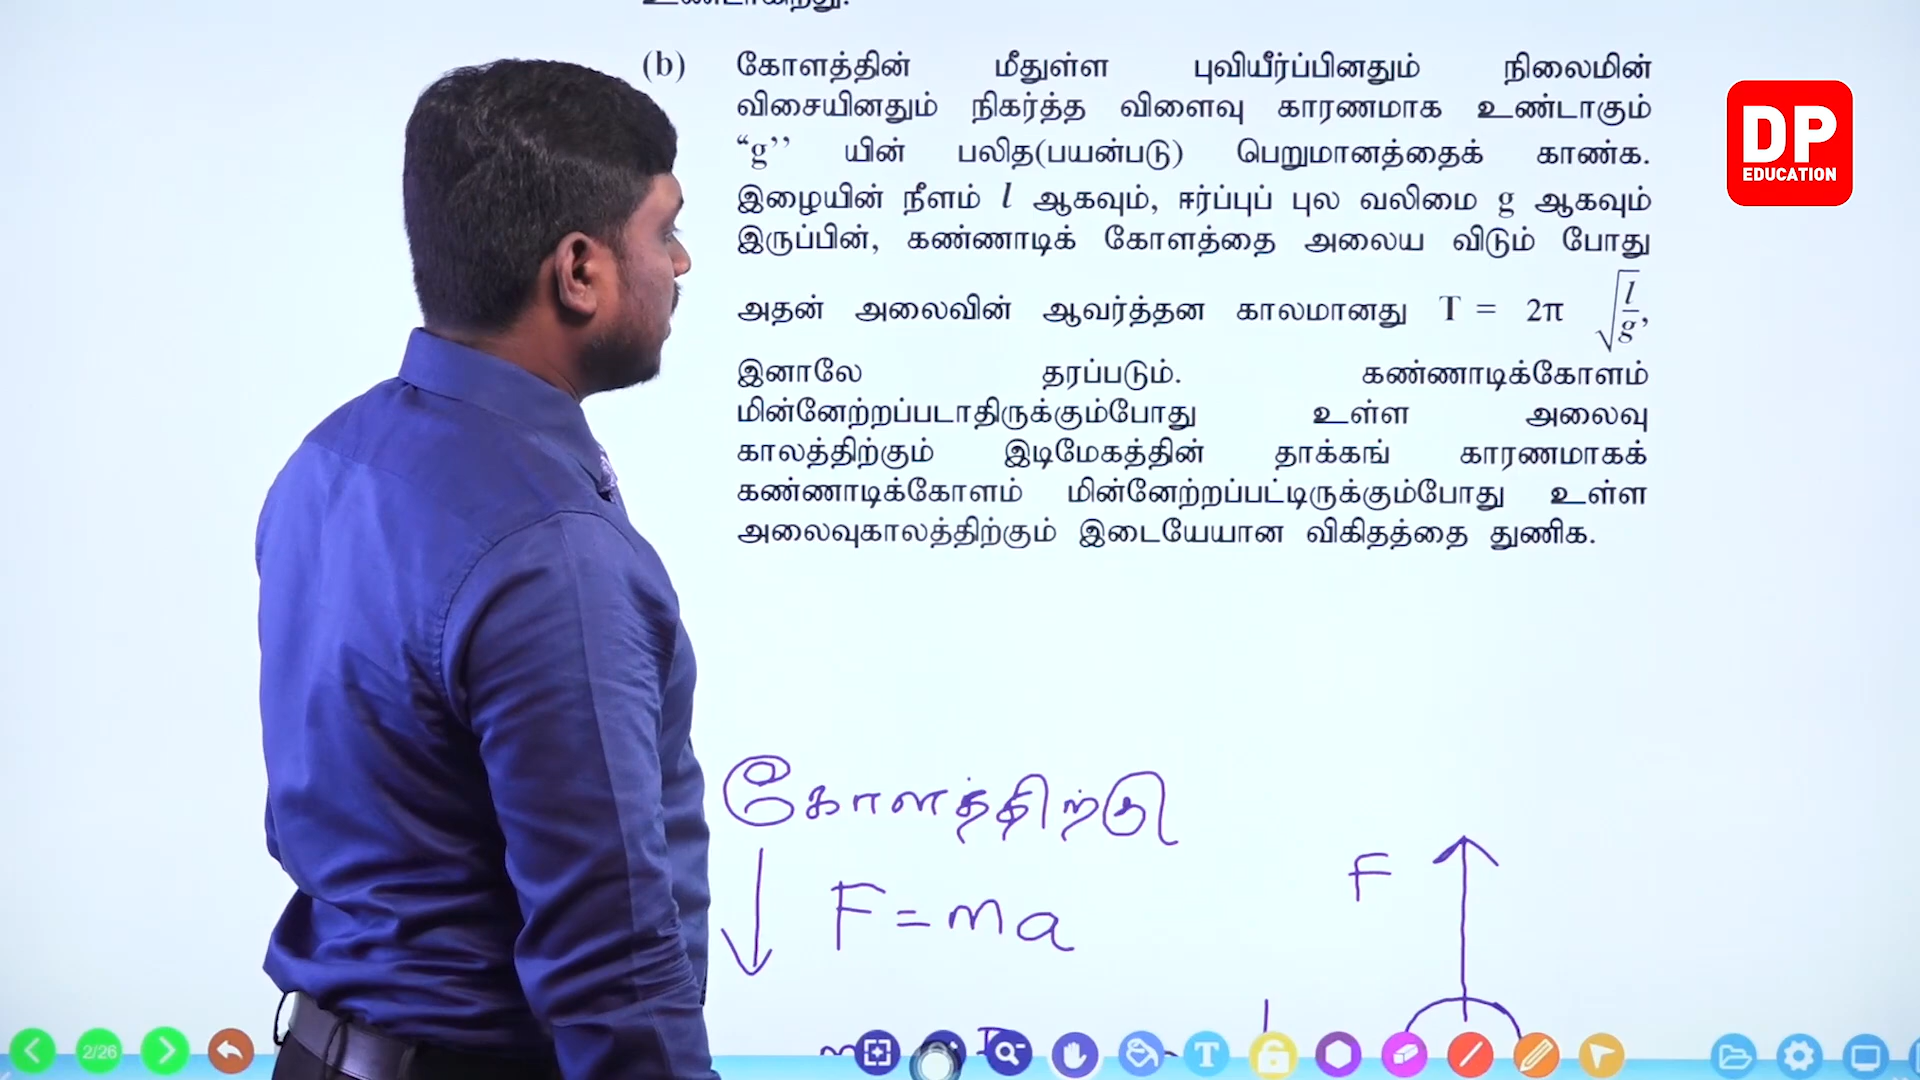 (b) கோளத்தின் மீதுள்ள புவியீர்ப்பினதும் நிலைமின்
விசையினதும் நிகர்த்த விளைவு காரணமாக உண்டாகும்
“g’’ யின் பலித(பயன்படு) பெறுமானத்தைக் காண்க.
இழையின் நீளம் l ஆகவும், ஈர்ப்புப் புல வலிமை g ஆகவும்
இருப்பின், கண்ணாடிக் கோளத்தை அலைய விடும் போது
அதன் அலைவின் ஆவர்த்தன காலமானது T = 2π √(l/g),
இனாலே தரப்படும். கண்ணாடிக்கோளம்
மின்னேற்றப்படாதிருக்கும்போது உள்ள அலைவு
காலத்திற்கும் இடிமேகத்தின் தாக்கங் காரணமாகக்
கண்ணாடிக்கோளம் மின்னேற்றப்பட்டிருக்கும்போது உள்ள
அலைவுகாலத்திற்கும் இடையேயான விகிதத்தை துணிக.
DP
EDUCATION
கோளத்திற்கு
F
F = ma
2/26
T